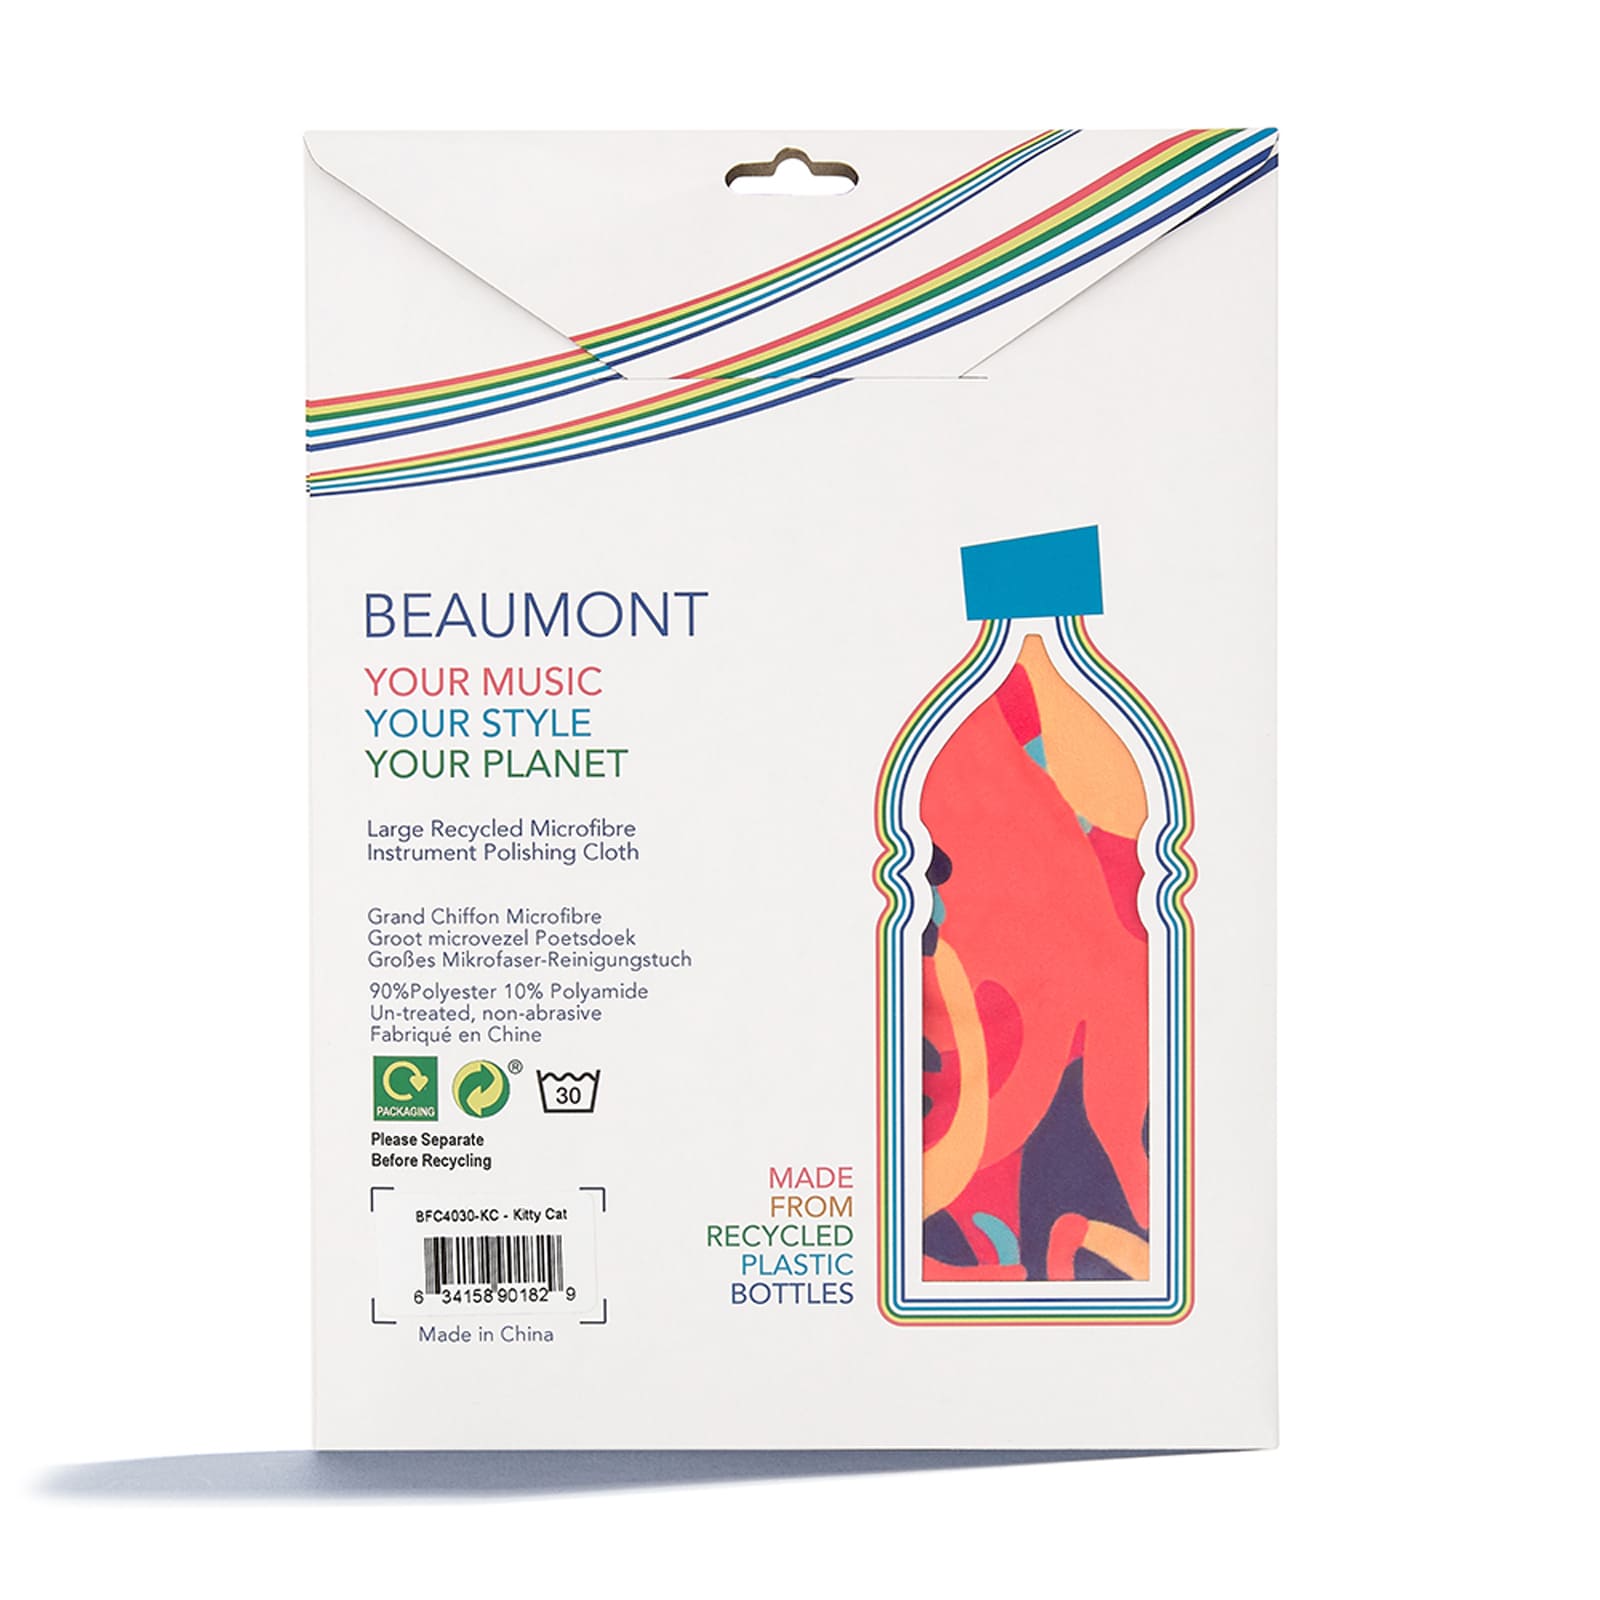 BEAUMONT
YOUR MUSIC
YOUR STYLE
YOUR PLANET
Large Recycled Microfibre
Instrument Polishing Cloth
Grand Chiffon Microfibre
Groot microvezel Poetsdoek
Großes Mikrofaser-Reinigungstuch
90%Polyester 10% Polyamide
Un-treated, non-abrasive
Fabriqué en Chine
PACKAGING
®
30
Please Separate
Before Recycling
BFC4030-KC - Kitty Cat
6 34158 90182 9
Made in China
MADE
FROM
RECYCLED
PLASTIC
BOTTLES